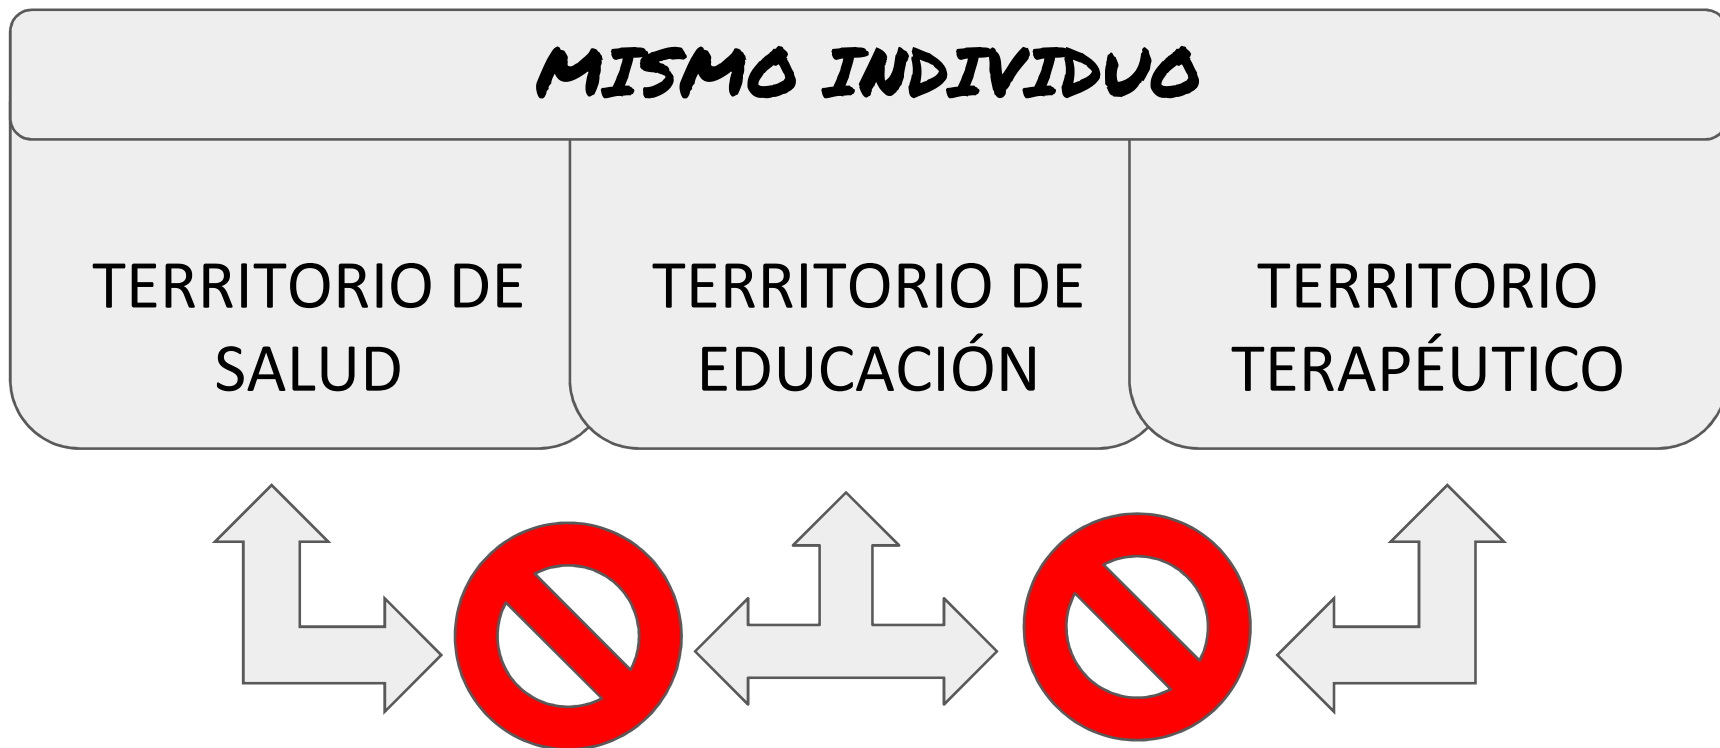 MISMO INDIVIDUO
TERRITORIO DE
SALUD
TERRITORIO DE
EDUCACIÓN
TERRITORIO
TERAPÉUTICO